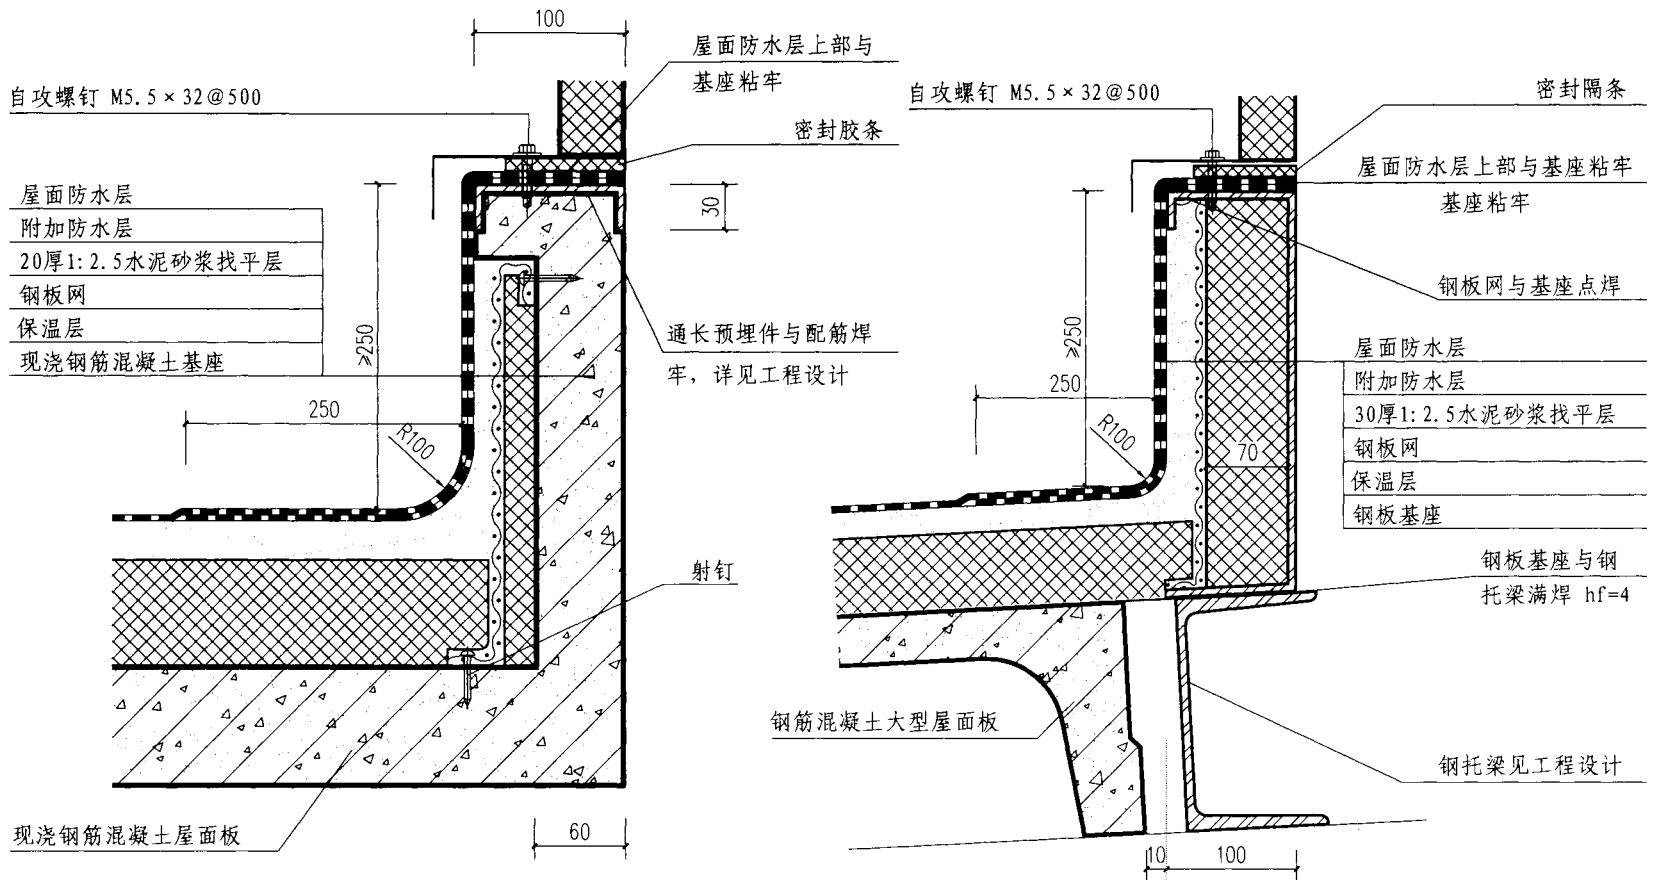 100
屋面防水层上部与
基座粘牢
自攻螺钉 M5.5×32@500
密封胶条
屋面防水层
附加防水层
20厚1:2.5水泥砂浆找平层
钢板网
保温层
现浇钢筋混凝土基座
30
≥250
250
R100
通长预埋件与配筋焊
牢，详见工程设计
射钉
现浇钢筋混凝土屋面板
60
自攻螺钉 M5.5×32@500
密封隔条
屋面防水层上部与基座粘牢
基座粘牢
钢板网与基座点焊
≥250
250
R100
70
屋面防水层
附加防水层
30厚1:2.5水泥砂浆找平层
钢板网
保温层
钢板基座
钢板基座与钢
托梁满焊 hf=4
钢筋混凝土大型屋面板
钢托梁见工程设计
10
100